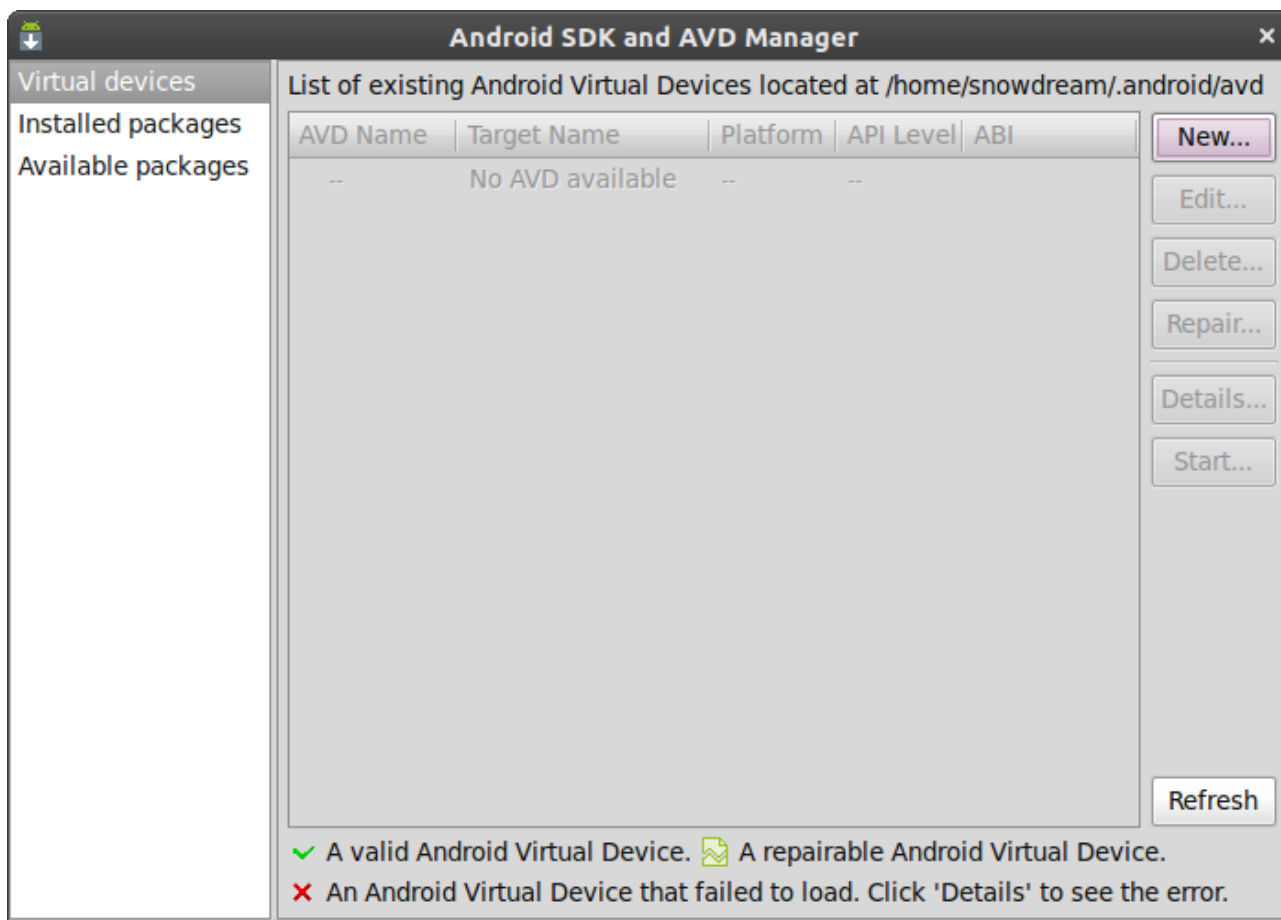 Android SDK and AVD Manager
Virtual devices
Installed packages
Available packages
List of existing Android Virtual Devices located at /home/snowdream/.android/avd
AVD Name Target Name Platform API Level ABI
-- No AVD available -- --
New...
Edit...
Delete...
Repair...
Details...
Start...
Refresh
A valid Android Virtual Device. A repairable Android Virtual Device.
An Android Virtual Device that failed to load. Click 'Details' to see the error.